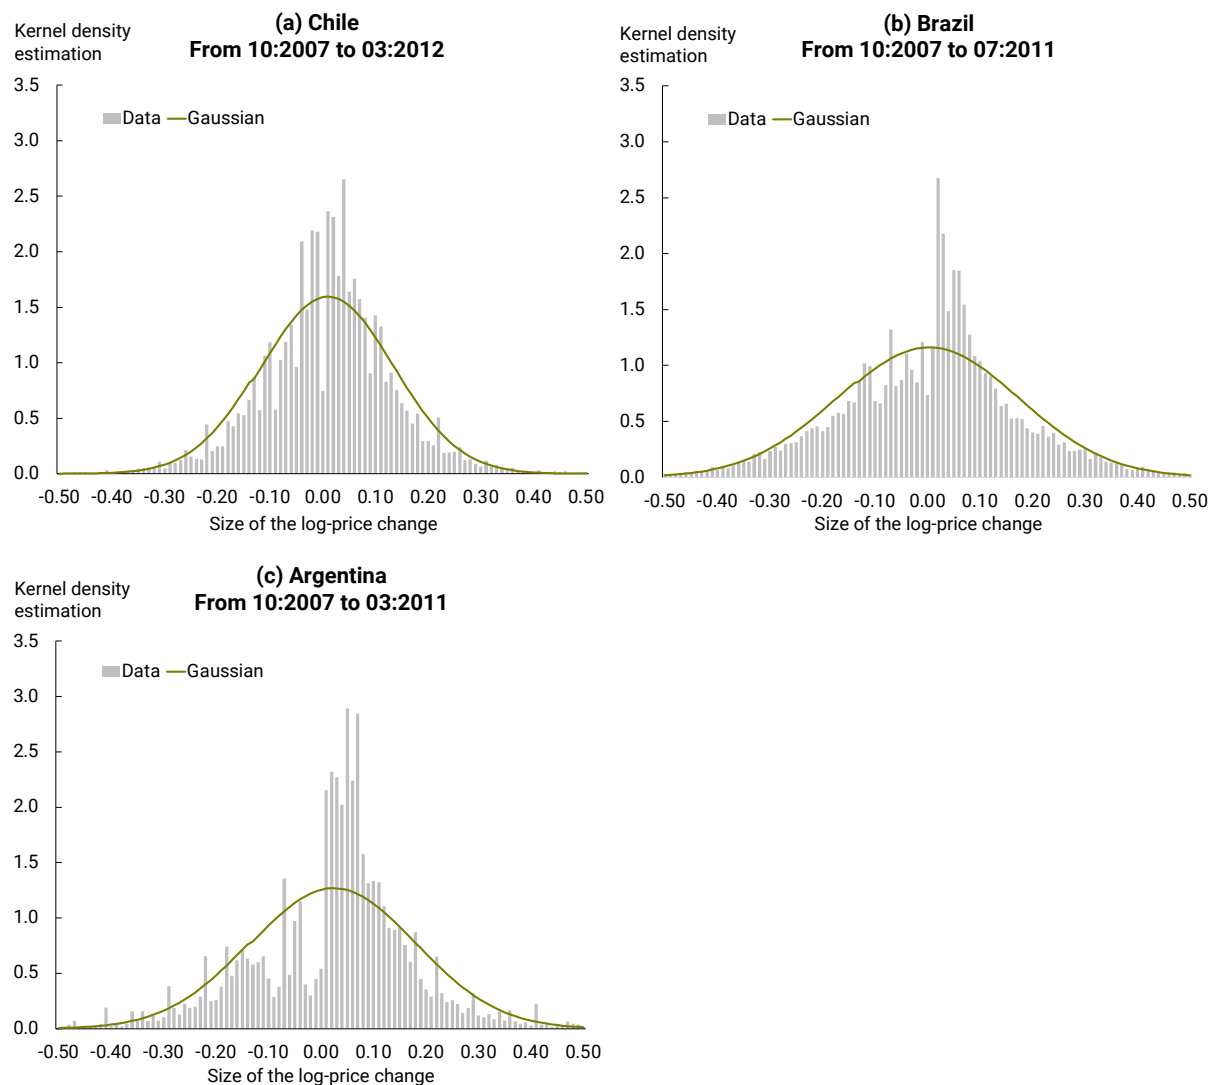 Kernel density
estimation
(a) Chile
From 10:2007 to 03:2012
3.5
3.0
2.5
2.0
1.5
1.0
0.5
0.0
Data Gaussian
-0.50 -0.40 -0.30 -0.20 -0.10 0.00 0.10 0.20 0.30 0.40 0.50
Size of the log-price change
Kernel density
estimation
(b) Brazil
From 10:2007 to 07:2011
3.5
3.0
2.5
2.0
1.5
1.0
0.5
0.0
Data Gaussian
-0.50 -0.40 -0.30 -0.20 -0.10 0.00 0.10 0.20 0.30 0.40 0.50
Size of the log-price change
Kernel density
estimation
(c) Argentina
From 10:2007 to 03:2011
3.5
3.0
2.5
2.0
1.5
1.0
0.5
0.0
Data Gaussian
-0.50 -0.40 -0.30 -0.20 -0.10 0.00 0.10 0.20 0.30 0.40 0.50
Size of the log-price change